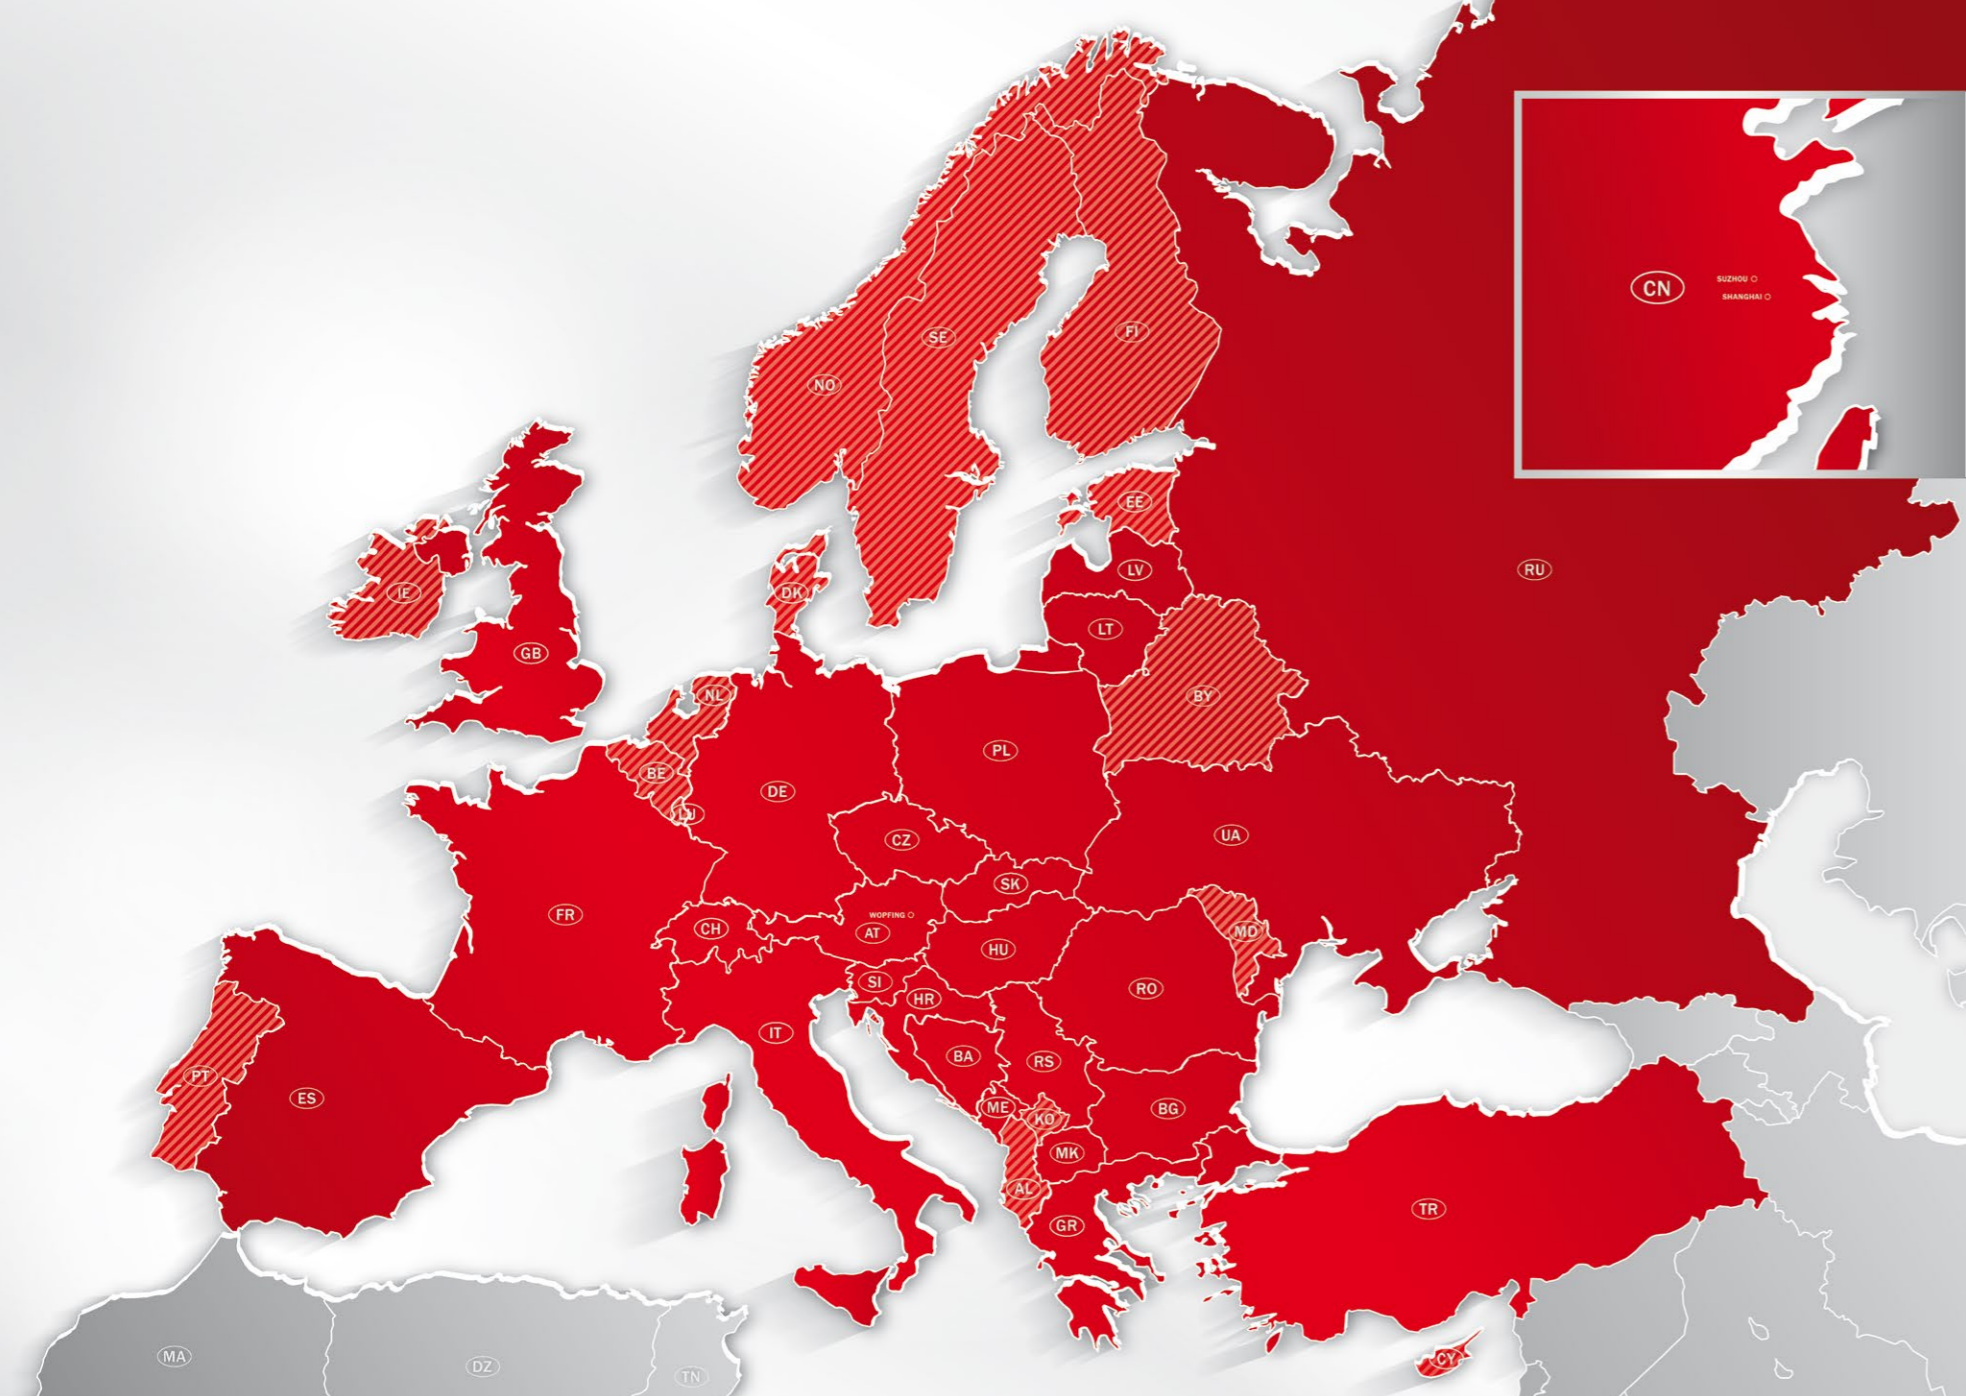 CN
SUZHOU
SHANGHAI
SE
FI
NO
EE
RU
LV
IE
DK
LT
GB
NL
BY
PL
BE
DE
LU
UA
CZ
SK
FR
WOPFING
CH
AT
MD
HU
SI
RO
HR
IT
BA
RS
PT
ES
ME
BG
KO
MK
AL
TR
GR
MA
CY
DZ
TN